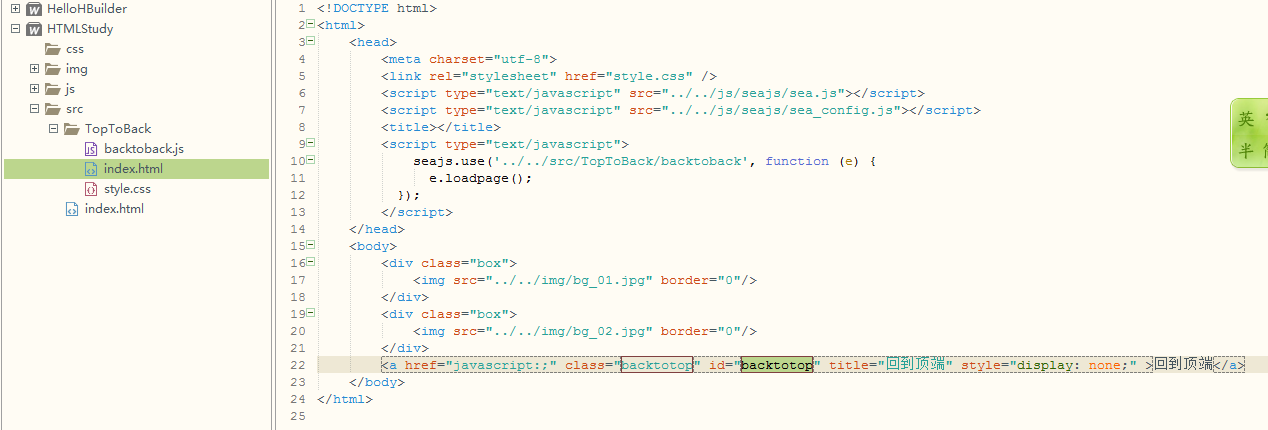 HelloHBuilder
HTMLStudy
css
img
js
src
TopToBack
backtoback.js
index.html
style.css
index.html
1 <!DOCTYPE html>
2 <html>
3 <head>
4 <meta charset="utf-8">
5 <link rel="stylesheet" href="style.css" />
6 <script type="text/javascript" src="../../js/seajs/sea.js"></script>
7 <script type="text/javascript" src="../../js/seajs/sea_config.js"></script>
8 <title></title>
9 <script type="text/javascript">
10 seajs.use('../../src/TopToBack/backtoback', function (e) {
11 e.loadpage();
12 });
13 </script>
14 </head>
15 <body>
16 <div class="box">
17 <img src="../../img/bg_01.jpg" border="0"/>
18 </div>
19 <div class="box">
20 <img src="../../img/bg_02.jpg" border="0"/>
21 </div>
22 <a href="javascript:;" class="backtotop" id="backtotop" title="回到顶端" style="display: none;" >回到顶端</a>
23 </body>
24 </html>
25
英
半